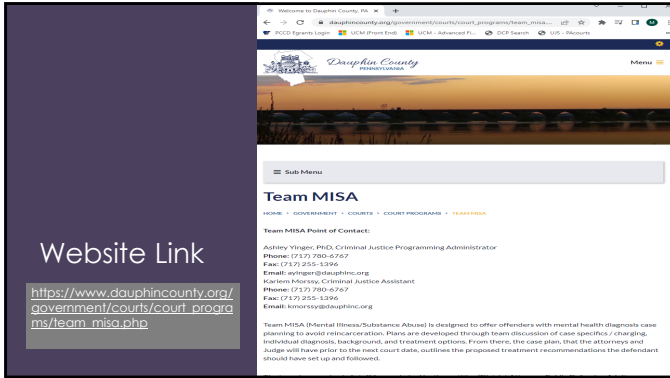 Website Link
https://www.dauphincounty.org/
government/courts/court_progra
ms/team_misa.php
Welcome to Dauphin County, PA
dauphincounty.org/government/courts/court_programs/team_misa...
PCCD Egrants Login UCM (Front End) UCM - Advanced Fi... DCP Search UJS - PAcourts
Dauphin County
PENNSYLVANIA
Menu
Sub Menu
Team MISA
HOME • GOVERNMENT • COURTS • COURT PROGRAMS • TEAM MISA
Team MISA Point of Contact:
Ashley Yinger, PhD, Criminal Justice Programming Administrator
Phone: (717) 780-6767
Fax: (717) 255-1396
Email: ayinger@dauphinc.org
Karlem Morssy, Criminal Justice Assistant
Phone: (717) 780-6767
Fax: (717) 255-1396
Email: kmorssy@dauphinc.org
Team MISA (Mental Illness/Substance Abuse) is designed to offer offenders with mental health diagnosis case
planning to avoid reincarceration. Plans are developed through team discussion of case specifics / charging,
individual diagnosis, background, and treatment options. From there, the case plan, that the attorneys and
Judge will have prior to the next court date, outlines the proposed treatment recommendations the defendant
should have set up and followed.